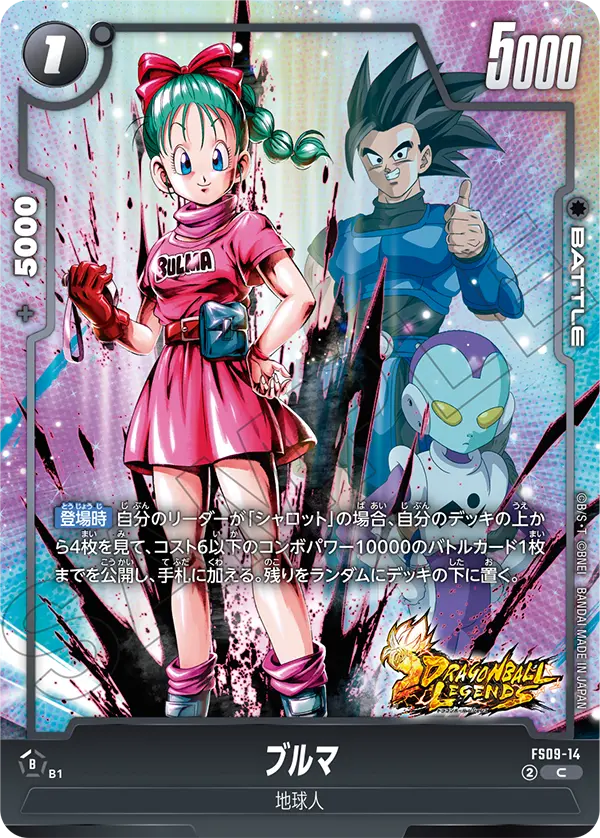 1
5000
+ 5000
BATTLE
BULMA
登場時 自分のリーダーが「シャロット」の場合、自分のデッキの上か
ら4枚を見て、コスト6以下のコンボパワー10000のバトルカード1枚
までを公開し、手札に加える。残りをランダムにデッキの下に置く。
DRAGONBALL
LEGENDS
©B/S・T ©BNEI BANDAI MADE IN JAPAN
SAMPLE
ブルマ
FS09-14
B
B1
② C
地球人